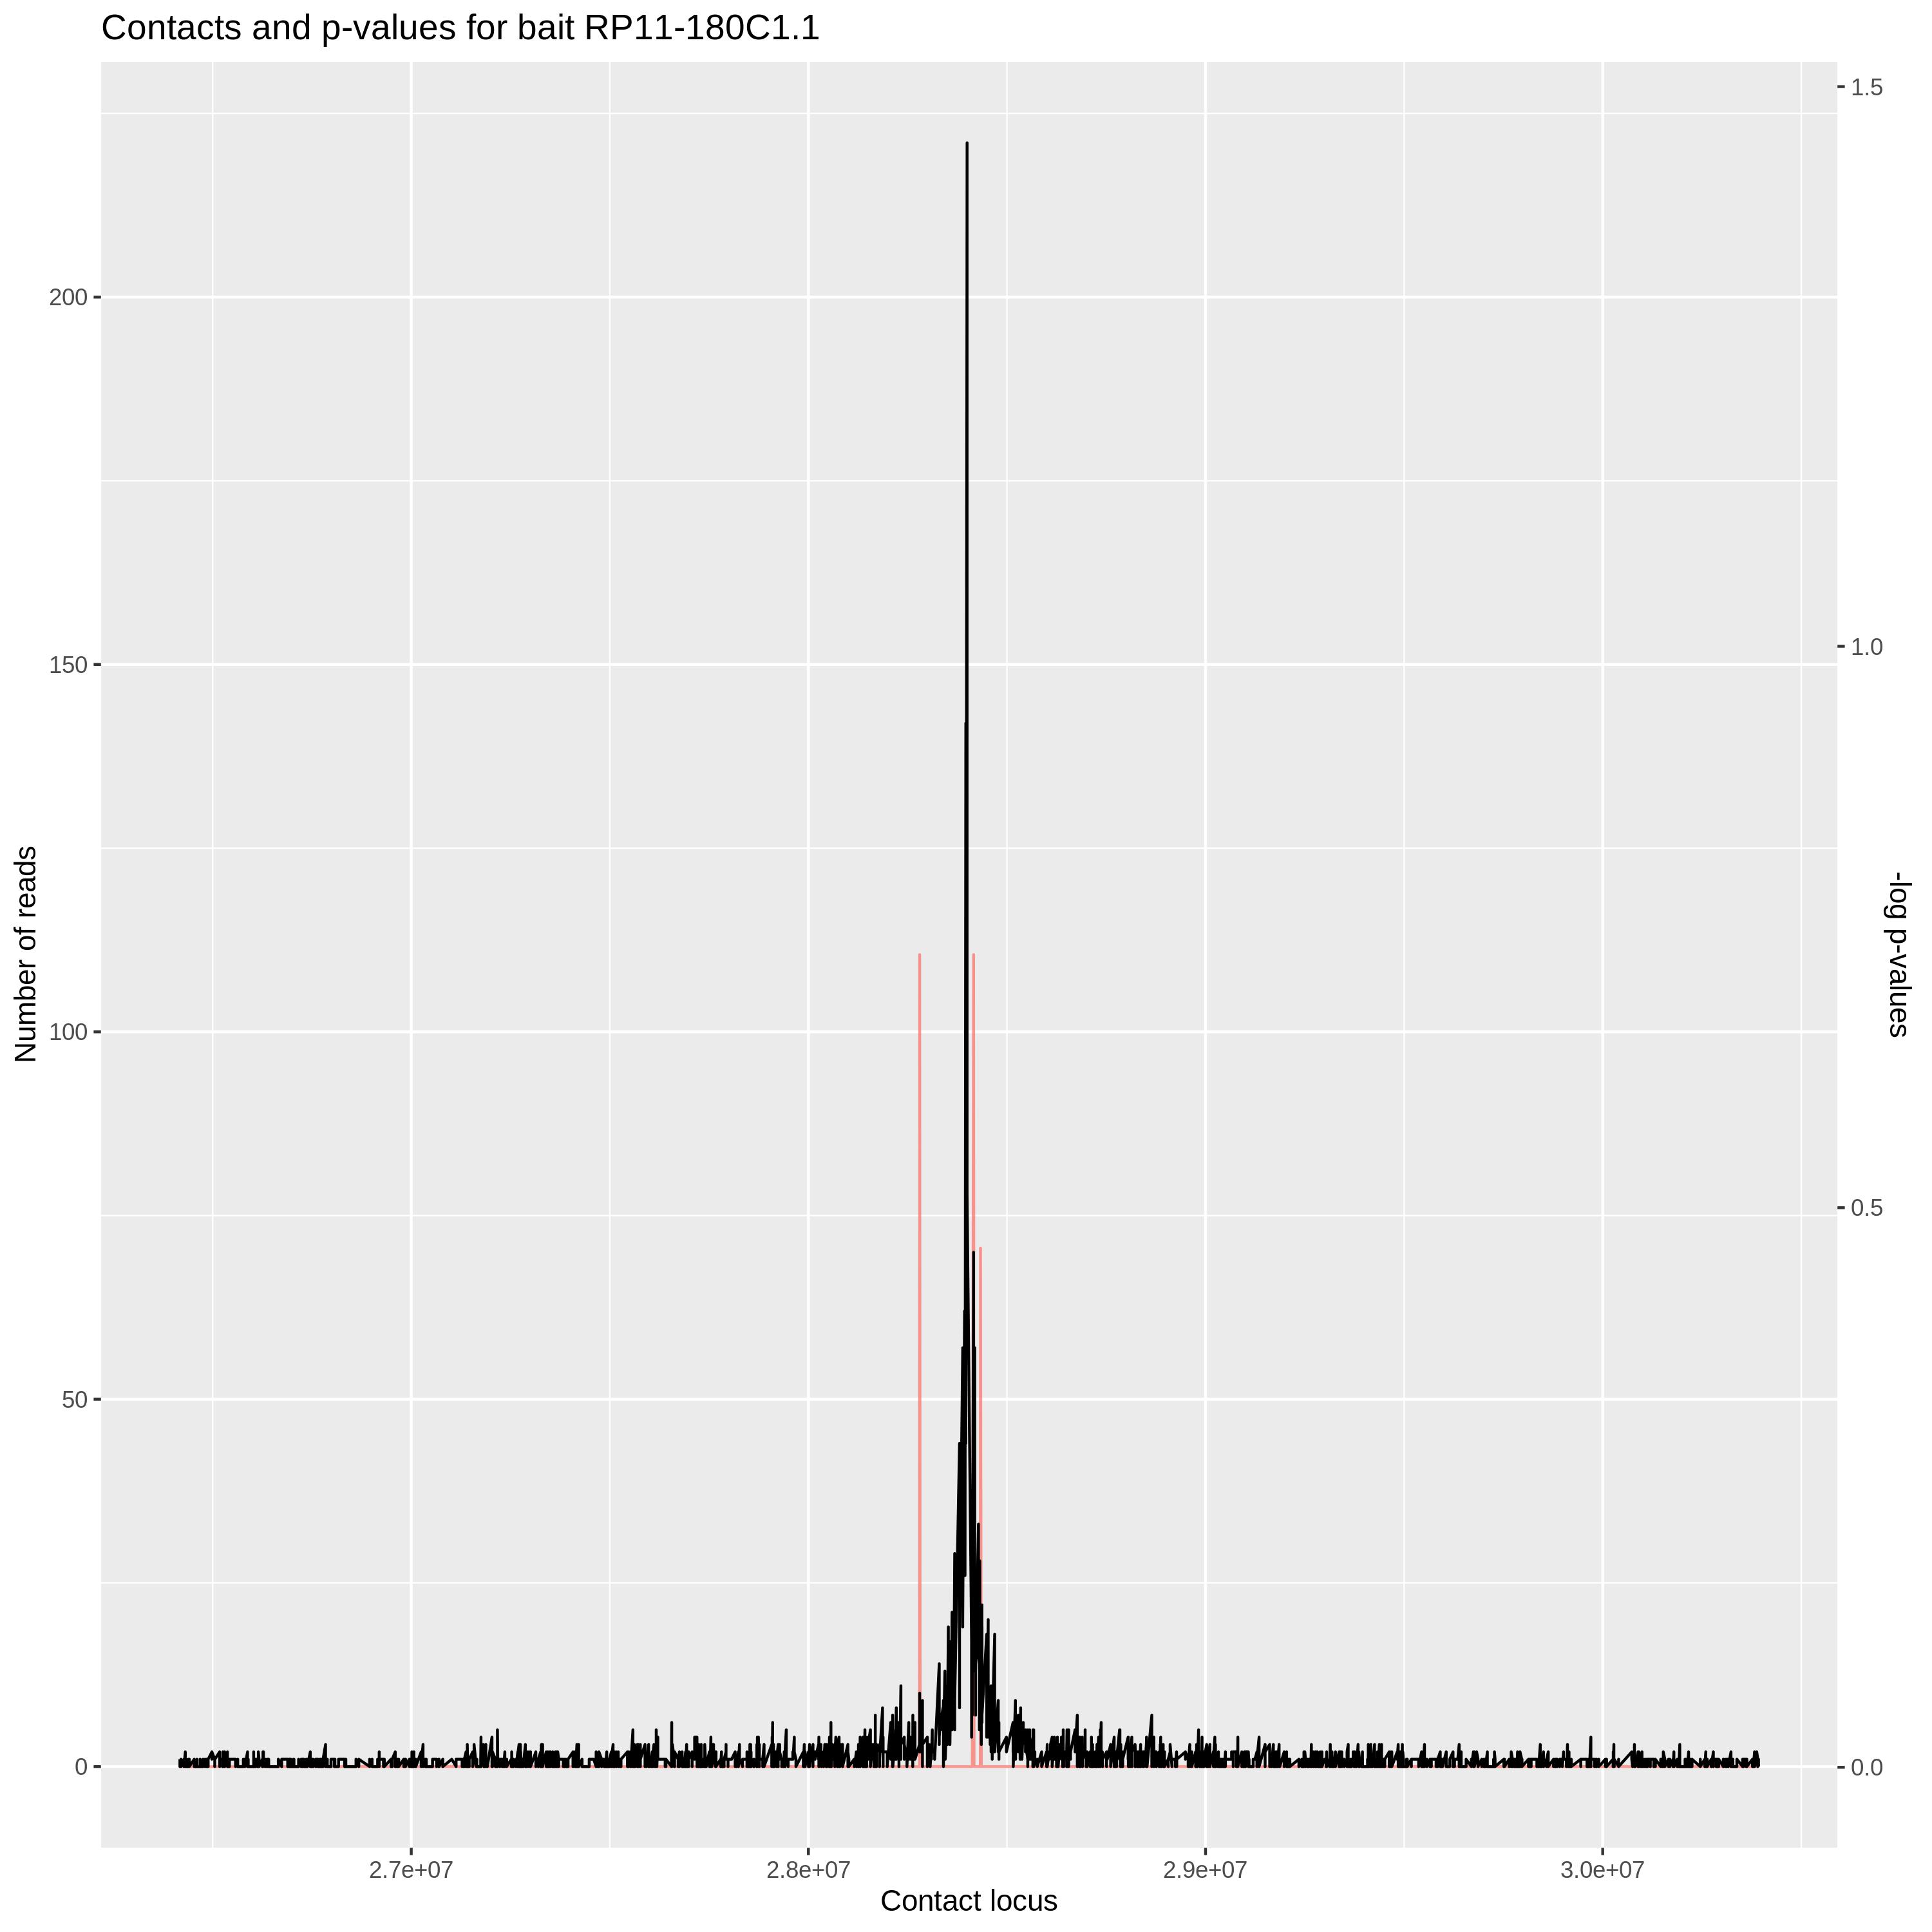 Contacts and p-values for bait RP11-180C1.1
Number of reads
200
150
100
50
0
1.5
1.0
0.5
0.0
-log p-values
2.7e+07 2.8e+07 2.9e+07 3.0e+07
Contact locus